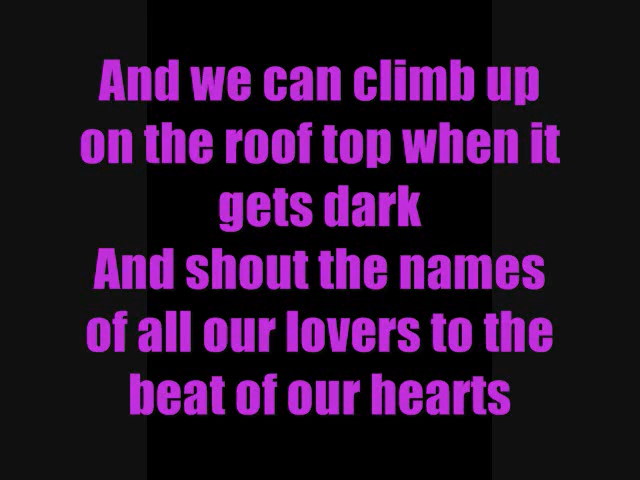 And we can climb up
on the roof top when it
gets dark
And shout the names
of all our lovers to the
beat of our hearts